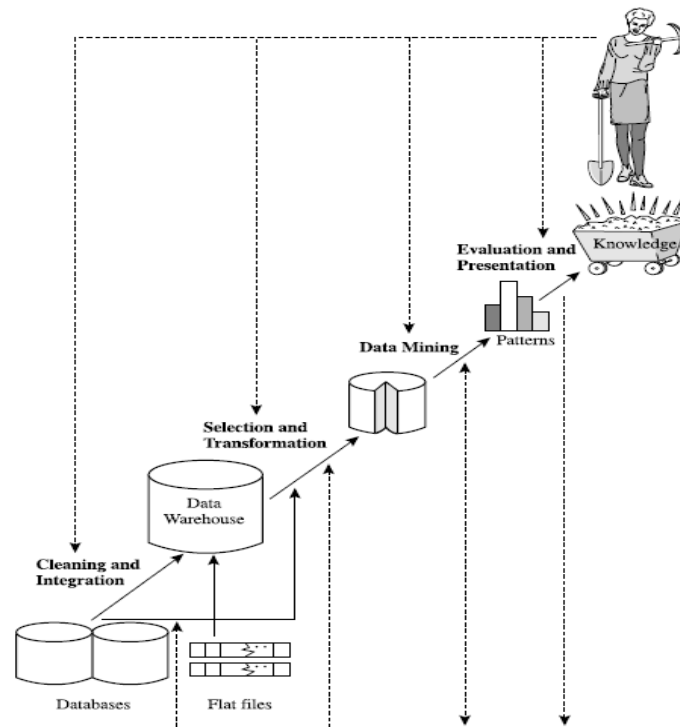 Knowledge
Evaluation and
Presentation
Patterns
Data Mining
Selection and
Transformation
Data
Warehouse
Cleaning and
Integration
Databases
Flat files